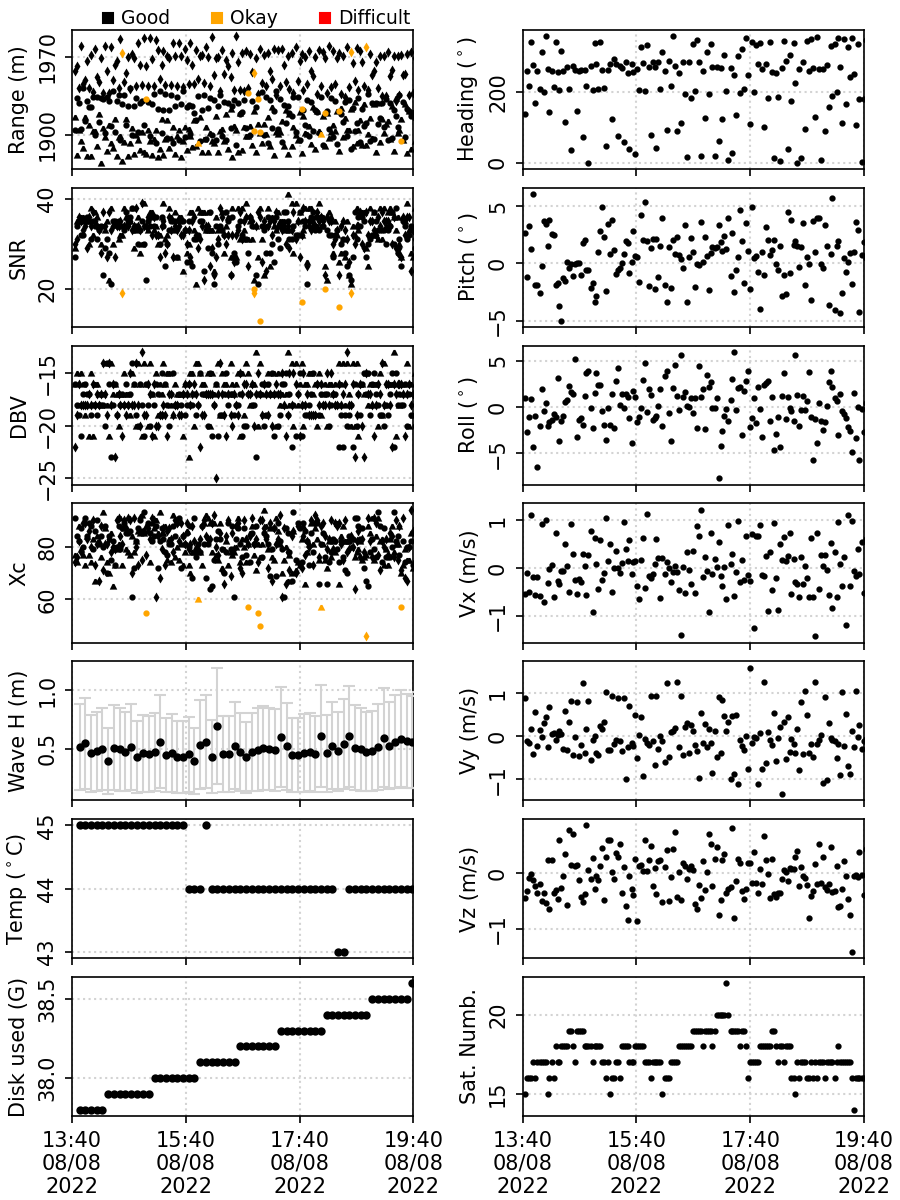 Good Okay Difficult
Range (m)
1970
1900
Heading (°)
200
0
SNR
40
20
Pitch (°)
5
0
−5
DBV
−15
−20
−25
Roll (°)
5
0
−5
Xc
80
60
Vx (m/s)
1
0
−1
Wave H (m)
1.0
0.5
Vy (m/s)
1
0
−1
Temp (°C)
45
44
43
Vz (m/s)
0
−1
Disk used (G)
38.5
38.0
Sat. Numb.
20
15
13:40 15:40 17:40 19:40
08/08 08/08 08/08 08/08
2022 2022 2022 2022
13:40 15:40 17:40 19:40
08/08 08/08 08/08 08/08
2022 2022 2022 2022